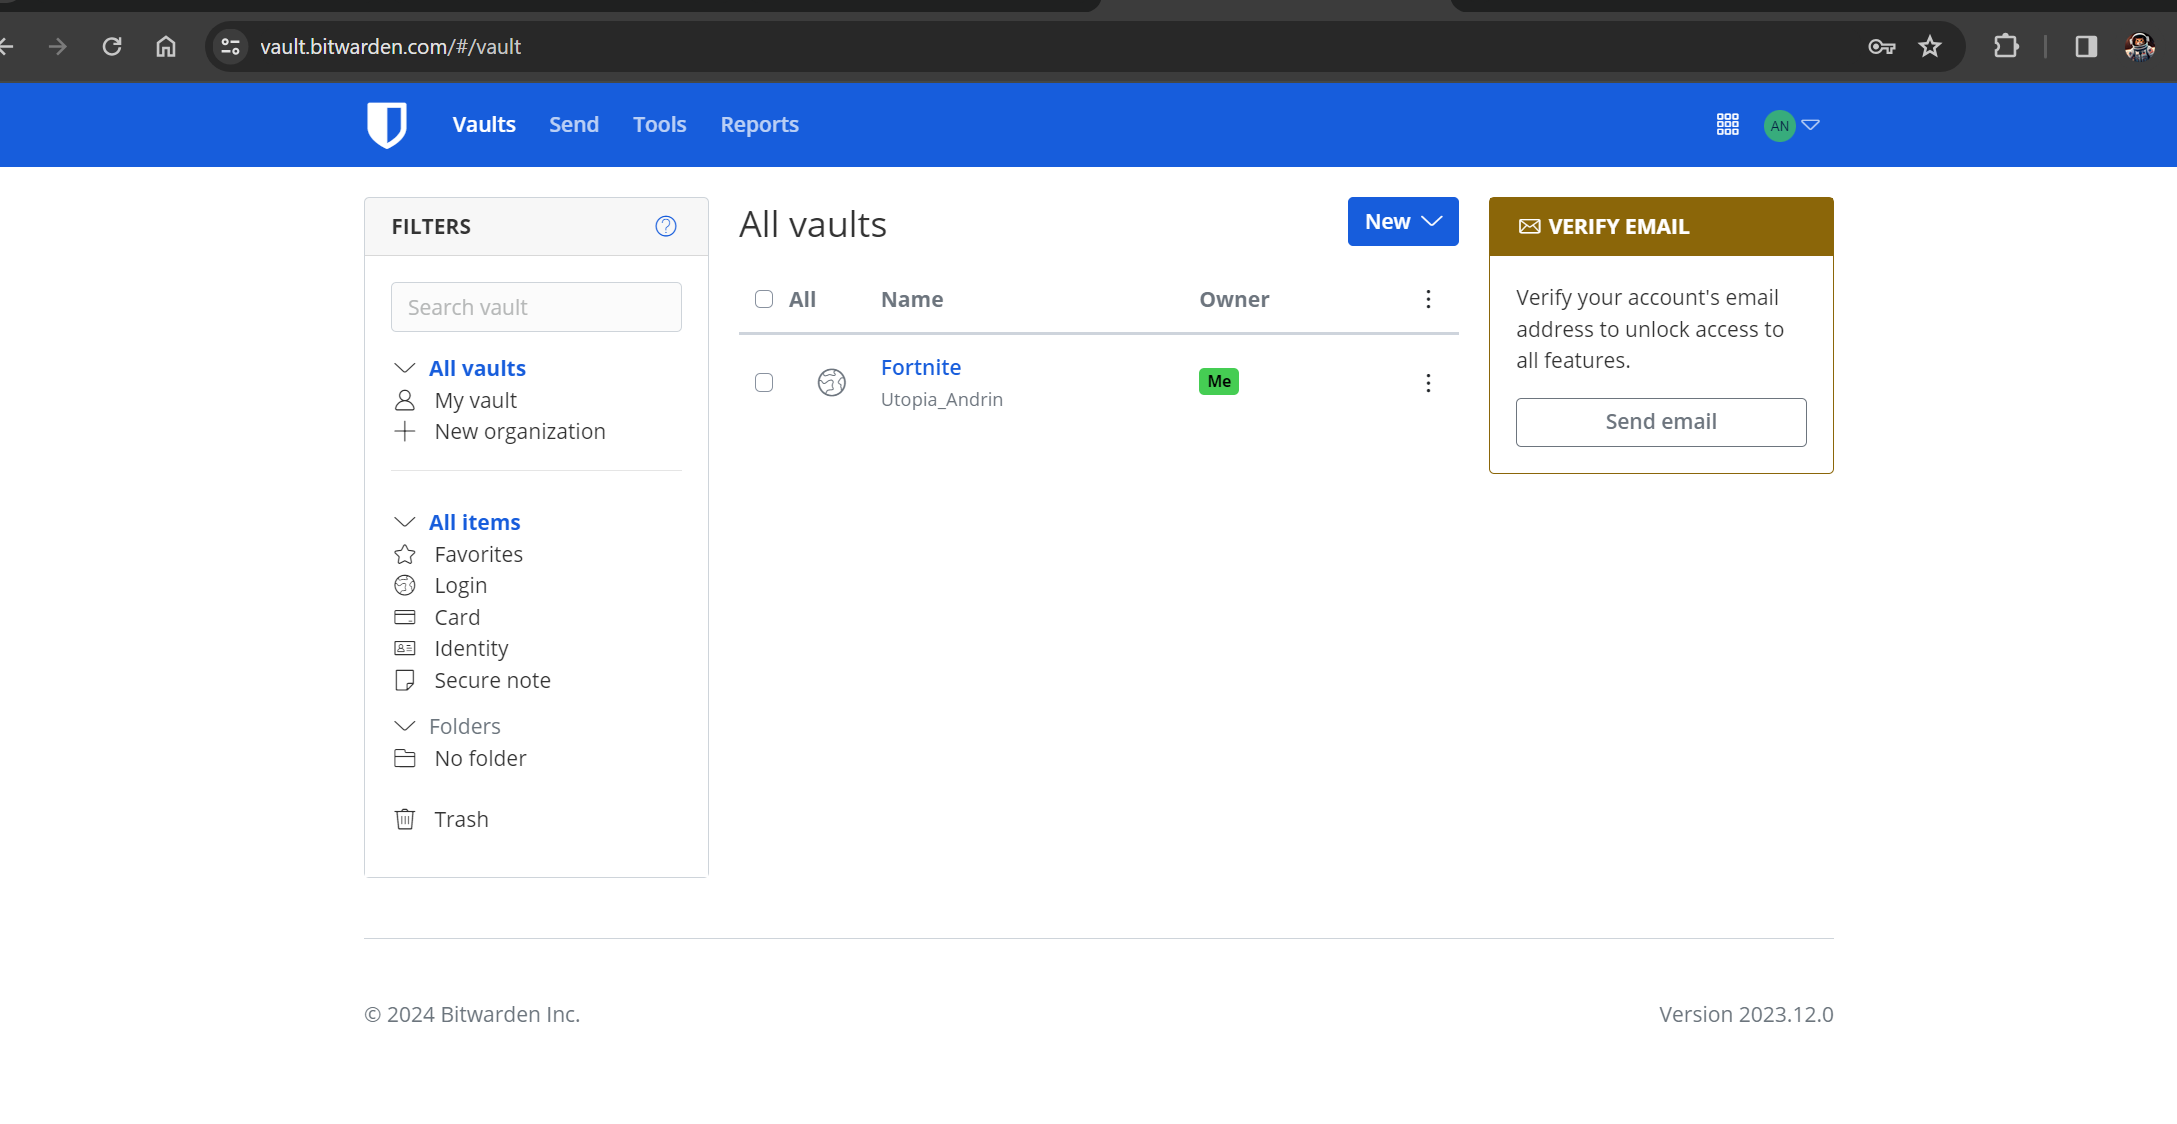 vault.bitwarden.com/#/vault
Vaults Send Tools Reports
AN
FILTERS
Search vault
All vaults
My vault
New organization
All items
Favorites
Login
Card
Identity
Secure note
Folders
No folder
Trash
All vaults
New
All Name Owner
Fortnite
Utopia_Andrin
Me
VERIFY EMAIL
Verify your account's email
address to unlock access to
all features.
Send email
© 2024 Bitwarden Inc.
Version 2023.12.0